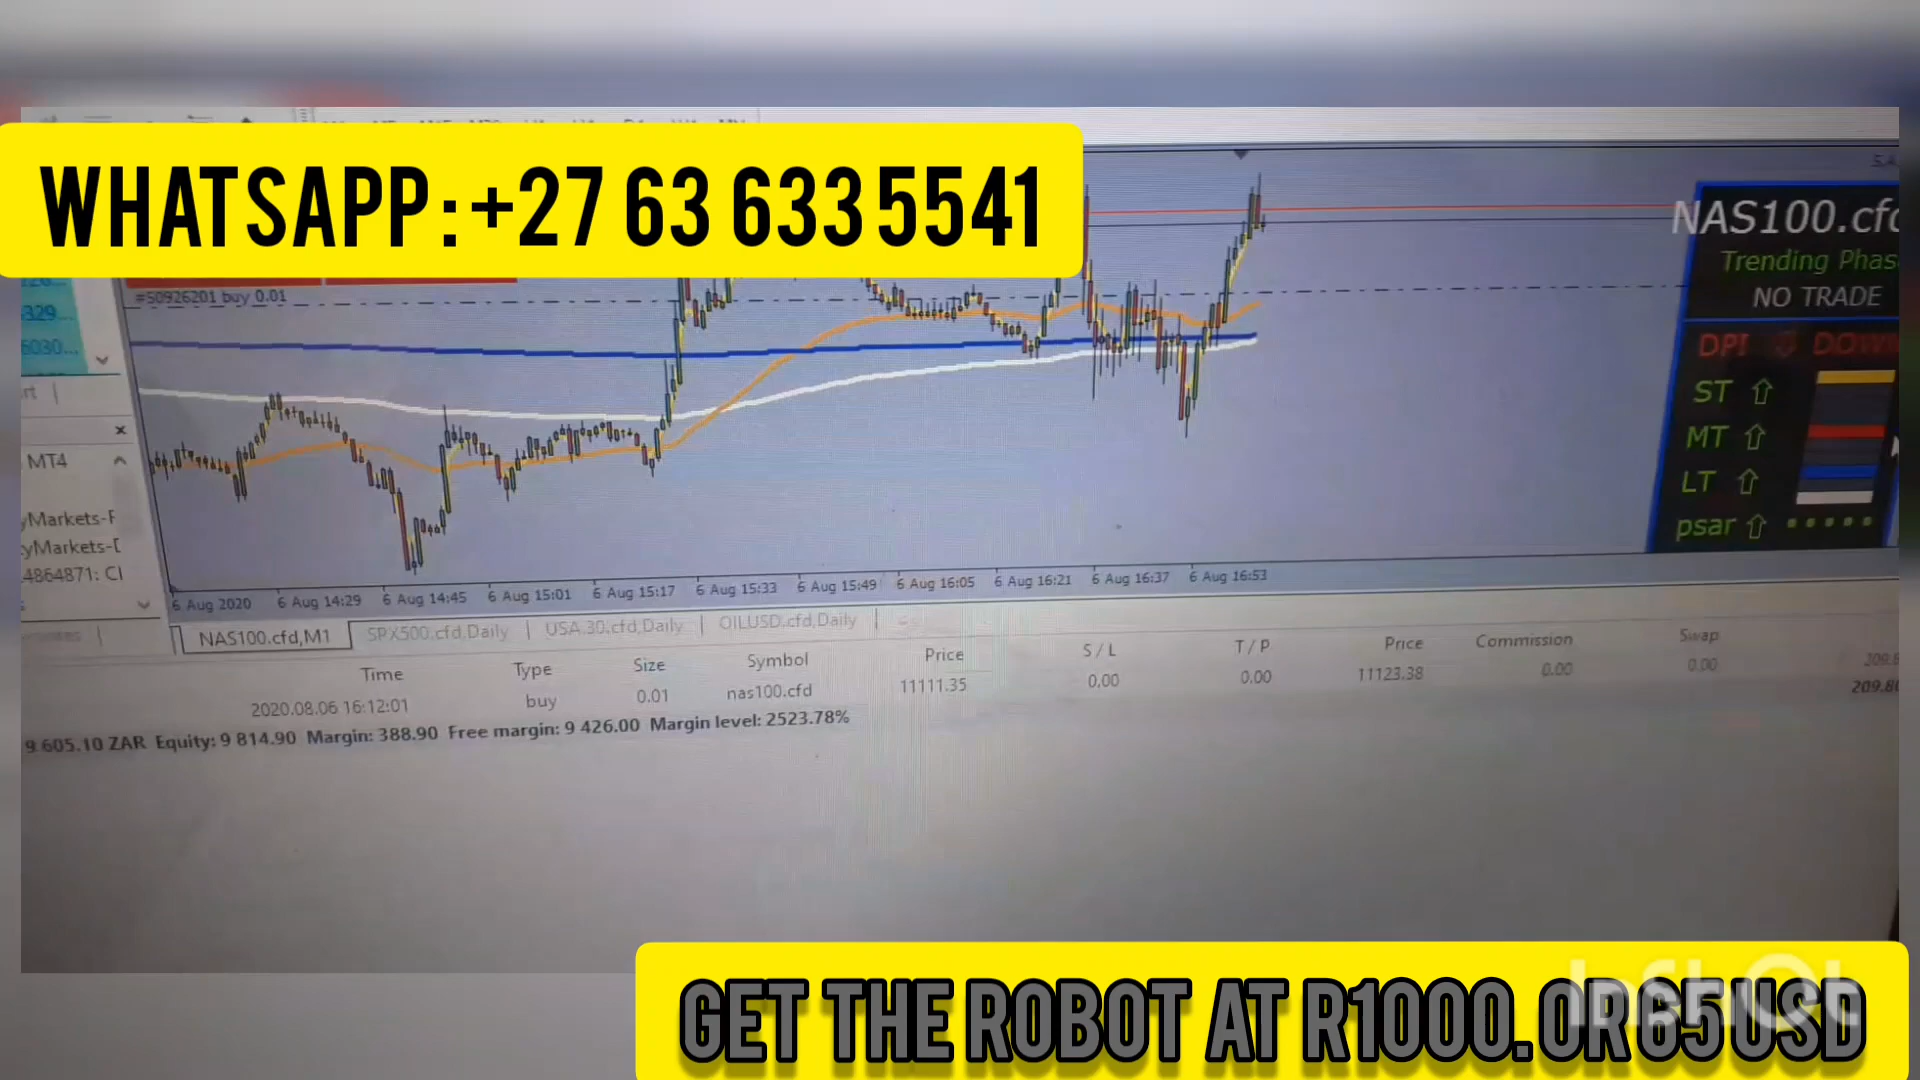 WHATSAPP : +27 63 633 5541
NAS100.cfd
Trending Phase
NO TRADE
#50926201 buy 0.01
DPI DOWN
ST
MT
LT
psar
MT4
yMarkets-
yMarkets-
4864871: Cl
6 Aug 2020 6 Aug 14:29 6 Aug 14:45 6 Aug 15:01 6 Aug 15:17 6 Aug 15:33 6 Aug 15:49 6 Aug 16:05 6 Aug 16:21 6 Aug 16:37 6 Aug 16:53
NAS100.cfd,M1 SPX500.cfd,Daily USA.30.cfd,Daily OILUSD.cfd,Daily
Time Type Size Symbol Price S / L T / P Price Commission Swap
2020.08.06 16:12:01 buy 0.01 nas100.cfd 11111.35 0.00 0.00 11123.38 0.00 0.00
9 605.10 ZAR Equity: 9 814.90 Margin: 388.90 Free margin: 9 426.00 Margin level: 2523.78% 209.80
GET THE ROBOT AT R1000. OR 65 USD